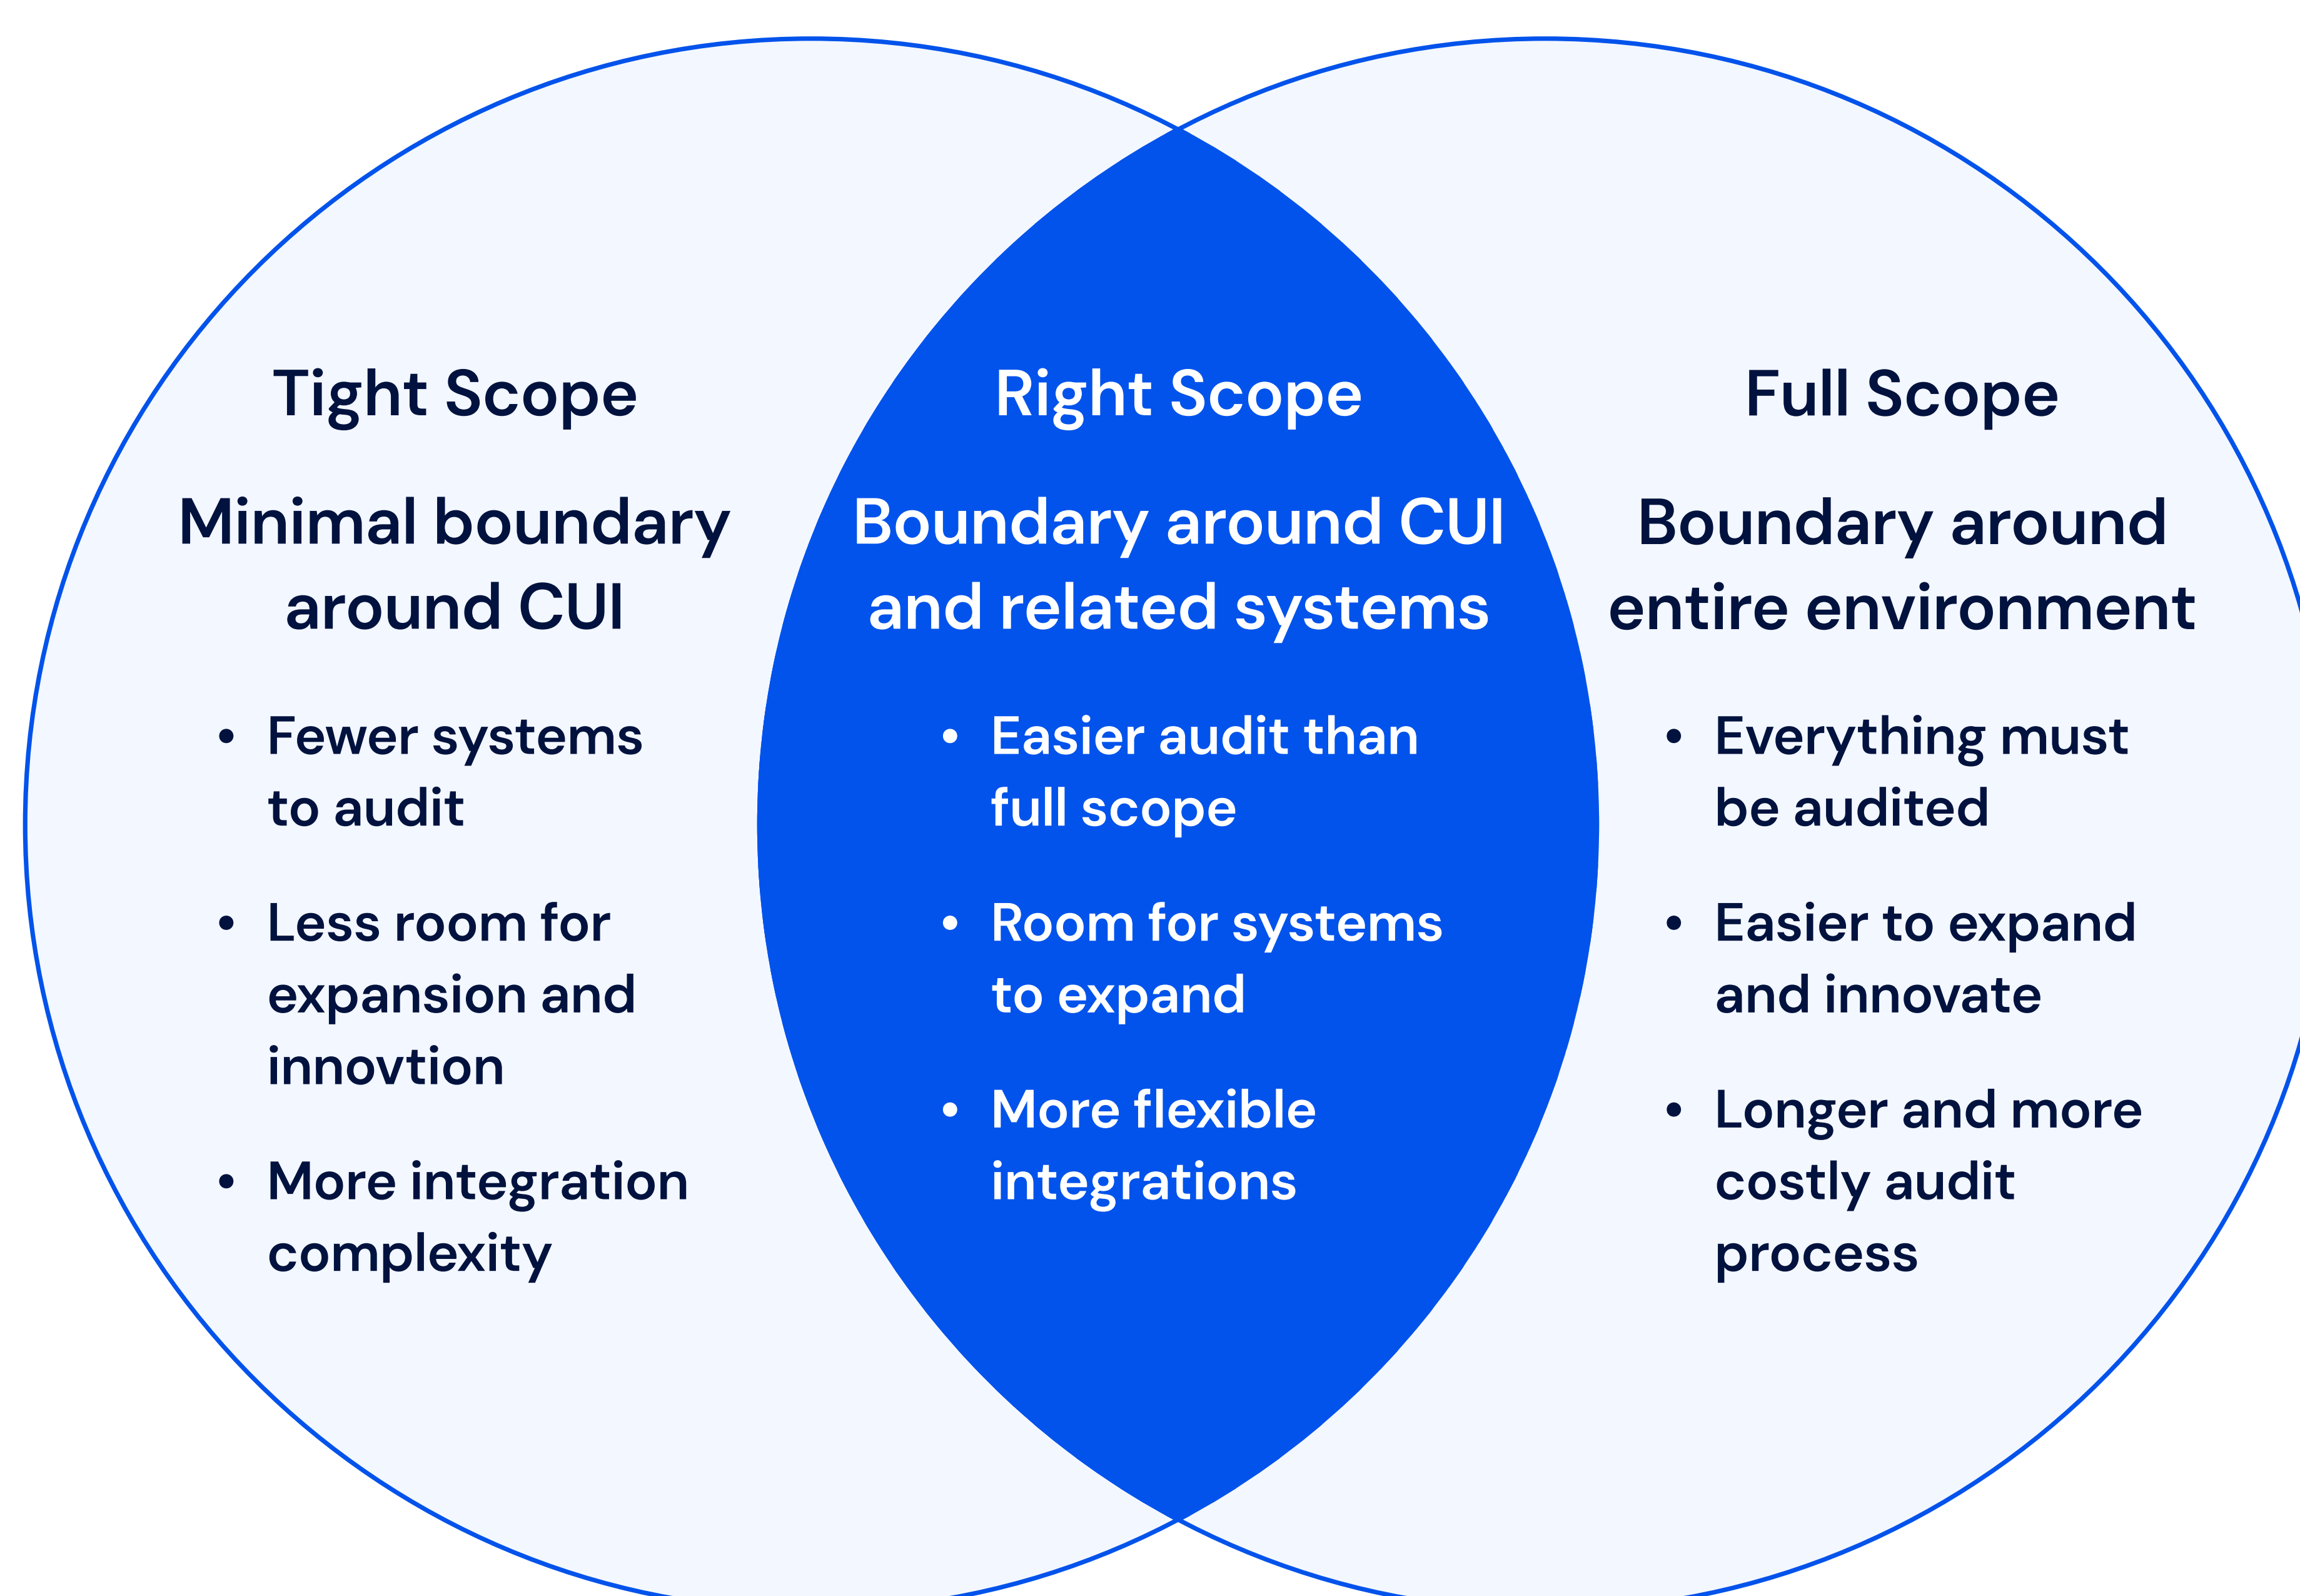 Tight Scope
Minimal boundary
around CUI
• Fewer systems
to audit
• Less room for
expansion and
innovtion
• More integration
complexity
Right Scope
Boundary around CUI
and related systems
• Easier audit than
full scope
• Room for systems
to expand
• More flexible
integrations
Full Scope
Boundary around
entire environment
• Everything must
be audited
• Easier to expand
and innovate
• Longer and more
costly audit
process